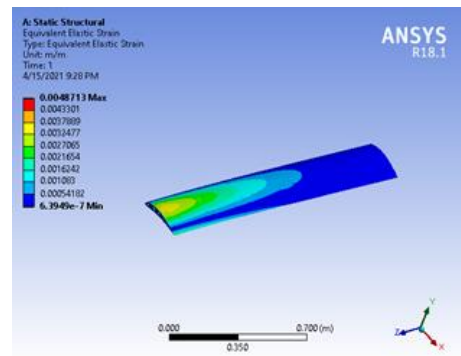 A: Static Structural
Equivalent Elastic Strain
Type: Equivalent Elastic Strain
Unit: m/m
Time: 1
4/15/2021 9:28 PM
ANSYS
R18.1
0.0048713 Max
0.0043301
0.0037889
0.0032477
0.0027065
0.0021654
0.0016242
0.001083
0.00054182
6.3949e-7 Min
0.000
0.700 (m)
0.350
Y
Z
X